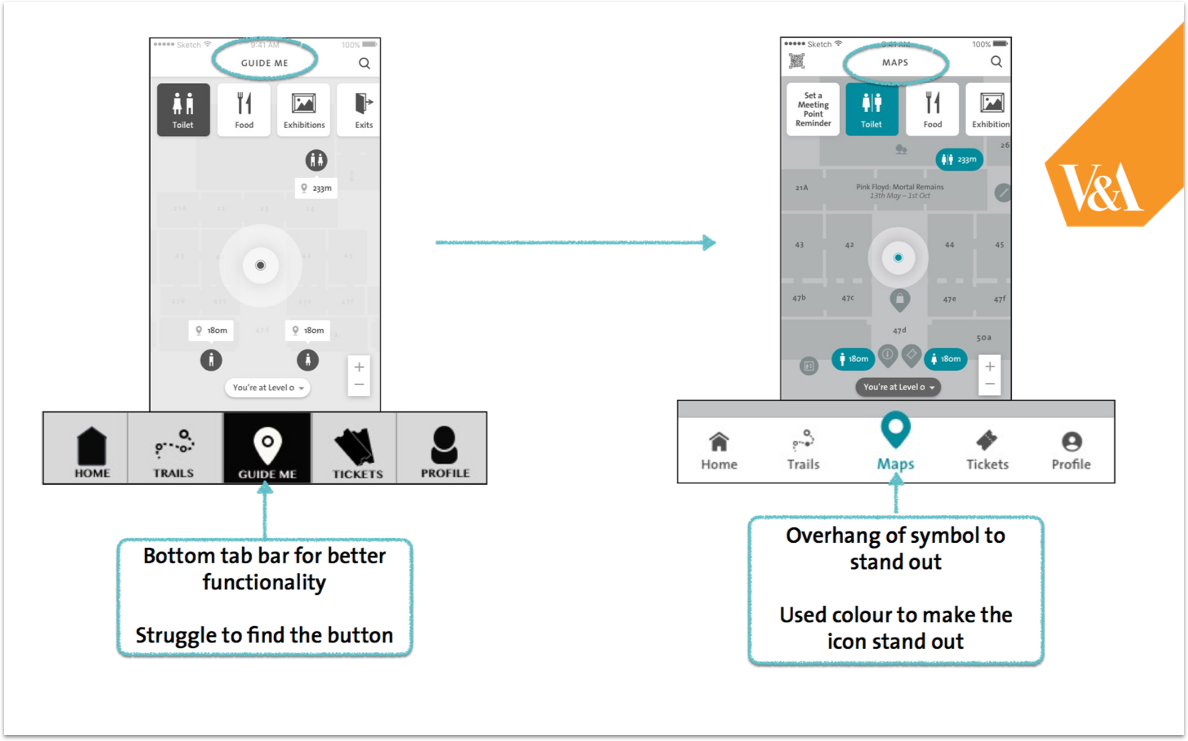 Sketch 9:41 AM 100%
GUIDE ME
Toilet Food Exhibitions Exits
233m
180m 180m
You're at Level 0
+
−
HOME TRAILS GUIDE ME TICKETS PROFILE
Bottom tab bar for better
functionality
Struggle to find the button
Sketch 9:41 AM 100%
MAPS
Set a
Meeting
Point
Reminder
Toilet Food Exhibition
233m
26
21A
Pink Floyd: Mortal Remains
13th May – 1st Oct
43 42 44 45
47b 47c 47e 47f
47d
50a
180m 180m
You're at Level 0
+
−
Home Trails Maps Tickets Profile
Overhang of symbol to
stand out
Used colour to make the
icon stand out
V&A